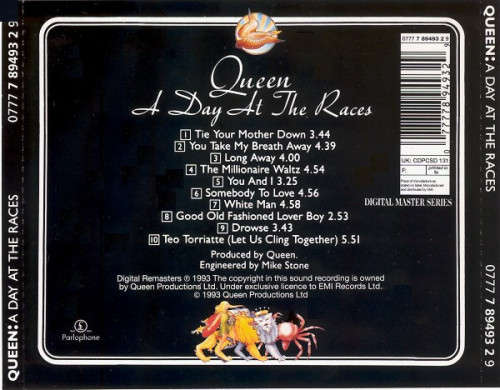 QUEEN: A DAY AT THE RACES 0777 7 89493 2 9
Queen
A Day At The Races
1 Tie Your Mother Down 3.44
2 You Take My Breath Away 4.39
3 Long Away 4.00
4 The Millionaire Waltz 4.54
5 You And I 3.25
6 Somebody To Love 4.56
7 White Man 4.58
8 Good Old Fashioned Lover Boy 2.53
9 Drowse 3.43
10 Teo Torriatte (Let Us Cling Together) 5.51
Produced by Queen.
Engineered by Mike Stone
Digital Remasters ℗ 1993 The copyright in this sound recording is owned
by Queen Productions Ltd. Under exclusive licence to EMI Records Ltd.
© 1993 Queen Productions Ltd
Parlophone
0777 7 89493 2 9
0 077778 949329
UK: CDPCSD 131
DIGITAL MASTER SERIES
QUEEN: A DAY AT THE RACES 0777 7 89493 2 9